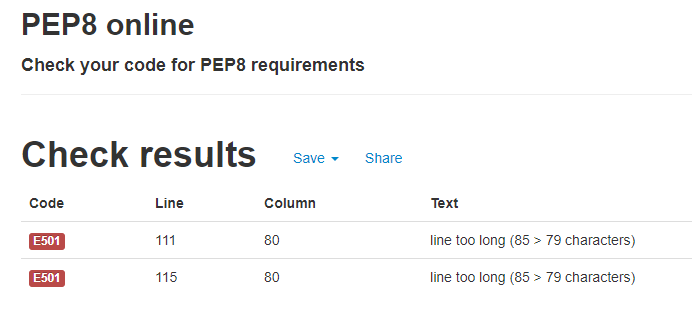 PEP8 online
Check your code for PEP8 requirements
Check results Save Share
Code Line Column Text
E501 111 80 line too long (85 > 79 characters)
E501 115 80 line too long (85 > 79 characters)